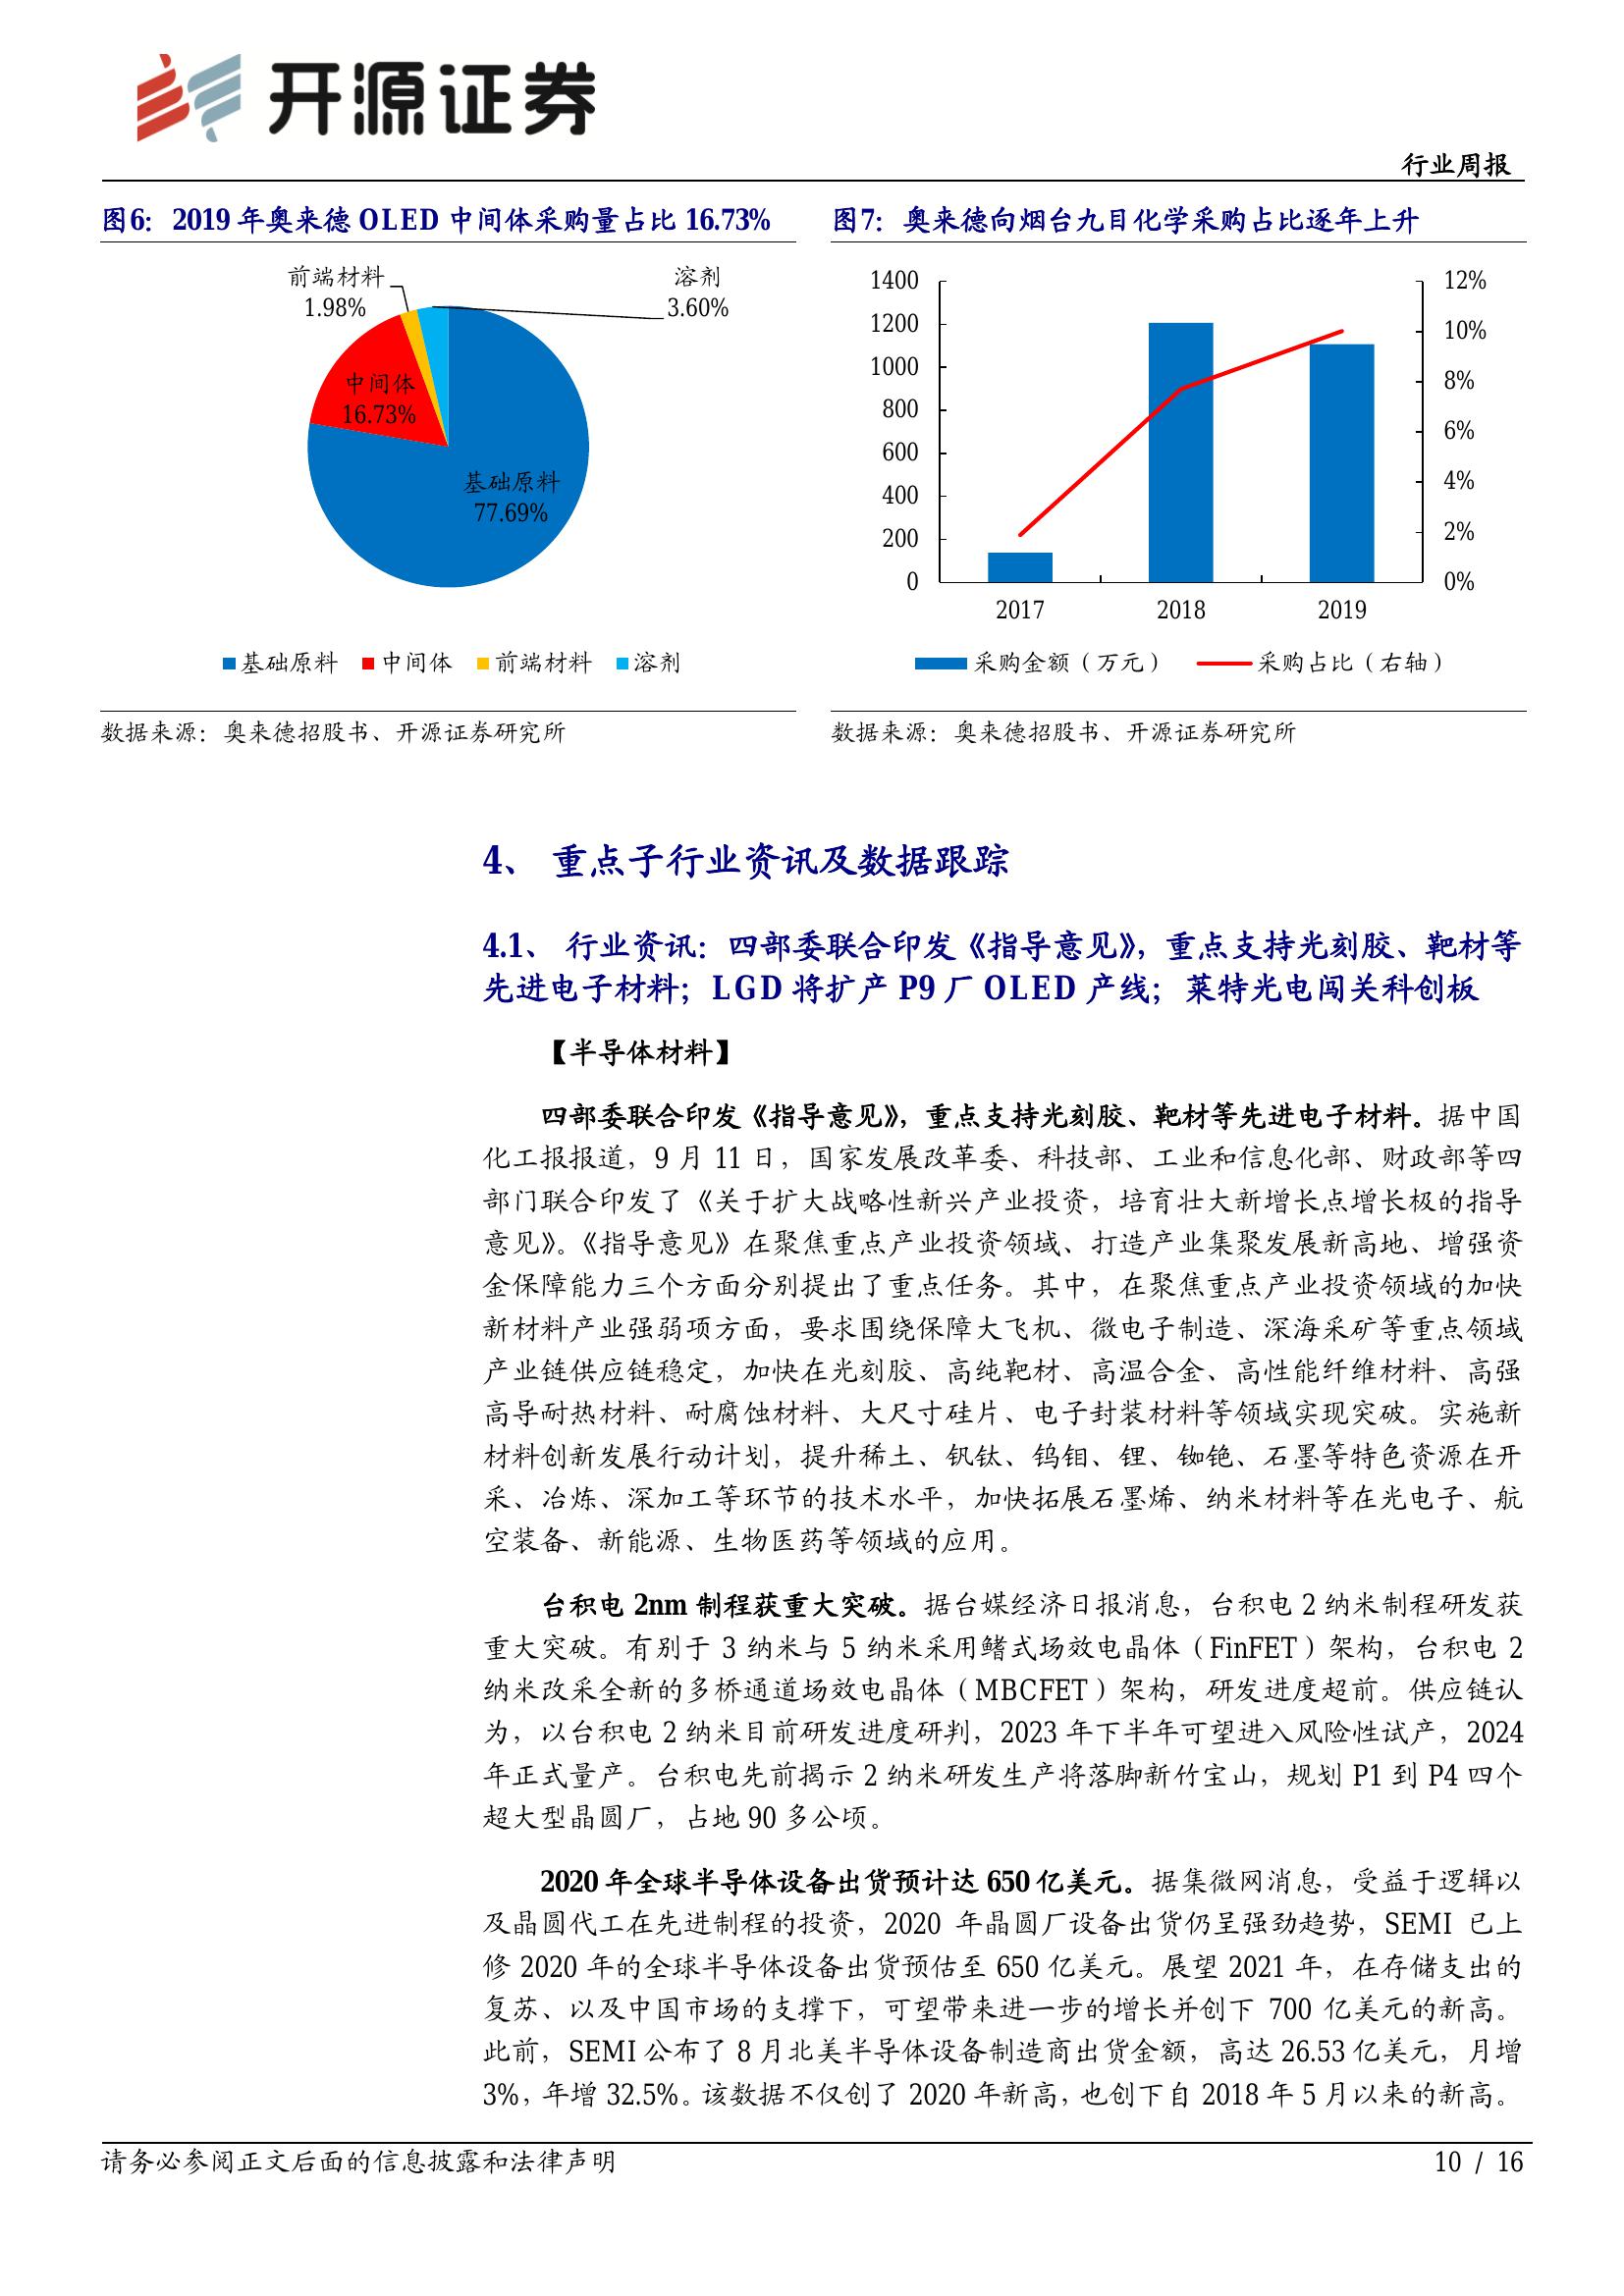 开源证券
行业周报
图6：2019 年奥来德 OLED 中间体采购量占比 16.73%
前端材料
1.98%
溶剂
3.60%
中间体
16.73%
基础原料
77.69%
基础原料 中间体 前端材料 溶剂
数据来源：奥来德招股书、开源证券研究所
图7：奥来德向烟台九目化学采购占比逐年上升
1400
1200
1000
800
600
400
200
0
12%
10%
8%
6%
4%
2%
0%
2017 2018 2019
采购金额（万元） 采购占比（右轴）
数据来源：奥来德招股书、开源证券研究所
4、 重点子行业资讯及数据跟踪
4.1、 行业资讯：四部委联合印发《指导意见》，重点支持光刻胶、靶材等
先进电子材料；LGD 将扩产 P9 厂 OLED 产线；莱特光电闯关科创板
【半导体材料】
四部委联合印发《指导意见》，重点支持光刻胶、靶材等先进电子材料。据中国
化工报报道，9 月 11 日，国家发展改革委、科技部、工业和信息化部、财政部等四
部门联合印发了《关于扩大战略性新兴产业投资，培育壮大新增长点增长极的指导
意见》。《指导意见》在聚焦重点产业投资领域、打造产业集聚发展新高地、增强资
金保障能力三个方面分别提出了重点任务。其中，在聚焦重点产业投资领域的加快
新材料产业强弱项方面，要求围绕保障大飞机、微电子制造、深海采矿等重点领域
产业链供应链稳定，加快在光刻胶、高纯靶材、高温合金、高性能纤维材料、高强
高导耐热材料、耐腐蚀材料、大尺寸硅片、电子封装材料等领域实现突破。实施新
材料创新发展行动计划，提升稀土、钒钛、钨钼、锂、铷铯、石墨等特色资源在开
采、冶炼、深加工等环节的技术水平，加快拓展石墨烯、纳米材料等在光电子、航
空装备、新能源、生物医药等领域的应用。
台积电 2nm 制程获重大突破。据台媒经济日报消息，台积电 2 纳米制程研发获
重大突破。有别于 3 纳米与 5 纳米采用鳍式场效电晶体（FinFET）架构，台积电 2
纳米改采全新的多桥通道场效电晶体（MBCFET）架构，研发进度超前。供应链认
为，以台积电 2 纳米目前研发进度研判，2023 年下半年可望进入风险性试产，2024
年正式量产。台积电先前揭示 2 纳米研发生产将落脚新竹宝山，规划 P1 到 P4 四个
超大型晶圆厂，占地 90 多公顷。
2020 年全球半导体设备出货预计达 650 亿美元。据集微网消息，受益于逻辑以
及晶圆代工在先进制程的投资，2020 年晶圆厂设备出货仍呈强劲趋势，SEMI 已上
修 2020 年的全球半导体设备出货预估至 650 亿美元。展望 2021 年，在存储支出的
复苏、以及中国市场的支撑下，可望带来进一步的增长并创下 700 亿美元的新高。
此前，SEMI 公布了 8 月北美半导体设备制造商出货金额，高达 26.53 亿美元，月增
3%，年增 32.5%。该数据不仅创了 2020 年新高，也创下自 2018 年 5 月以来的新高。
请务必参阅正文后面的信息披露和法律声明
10 / 16